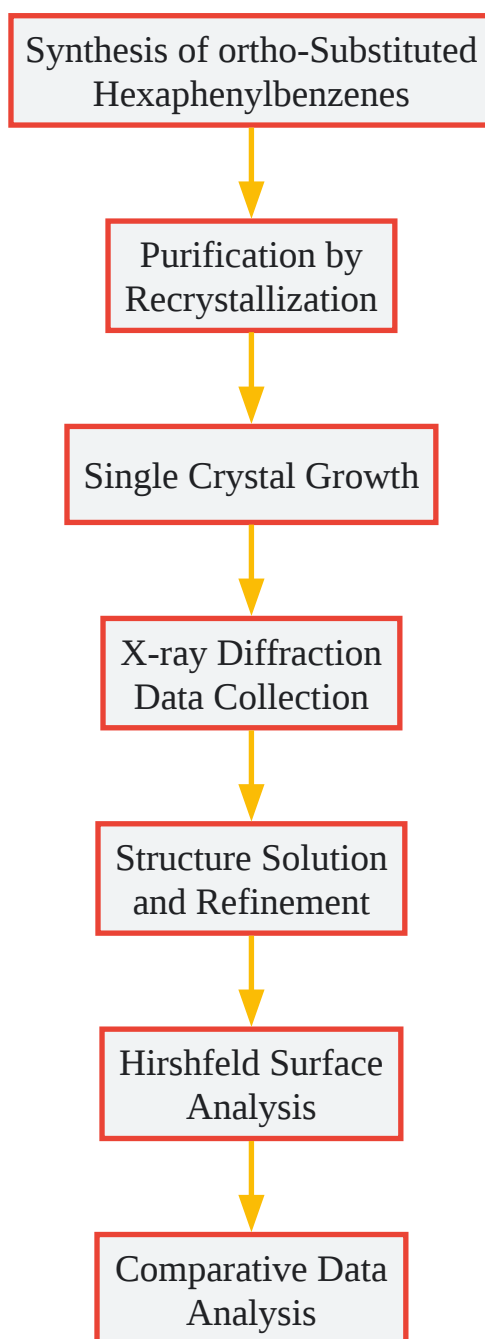 Synthesis of ortho-Substituted
Hexaphenylbenzenes
Purification by
Recrystallization
Single Crystal Growth
X-ray Diffraction
Data Collection
Structure Solution
and Refinement
Hirshfeld Surface
Analysis
Comparative Data
Analysis